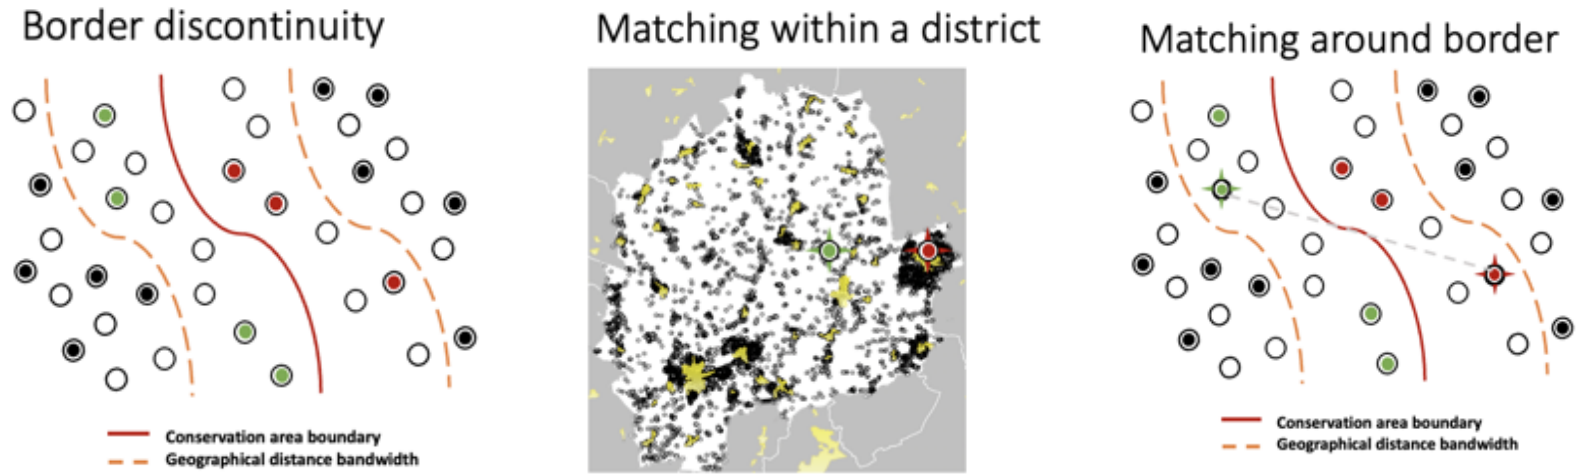 Border discontinuity
Matching within a district
Matching around border
Conservation area boundary
Geographical distance bandwidth
Conservation area boundary
Geographical distance bandwidth